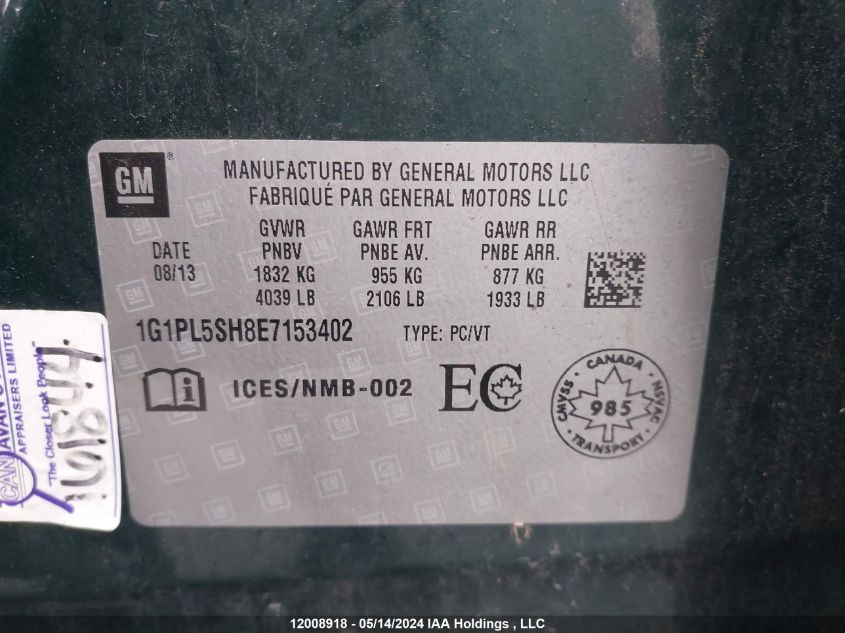 GM
®
MANUFACTURED BY GENERAL MOTORS LLC
FABRIQUÉ PAR GENERAL MOTORS LLC
GVWR GAWR FRT GAWR RR
DATE PNBV PNBE AV. PNBE ARR.
08/13 1832 KG 955 KG 877 KG
4039 LB 2106 LB 1933 LB
1G1PL5SH8E7153402 TYPE: PC/VT
ICES/NMB-002 EC
CANADA
CMVSS 985 NSVAC
TRANSPORT
APPRAISERS LIMITED
"The Closer Look People"
12008918 - 05/14/2024 IAA Holdings , LLC